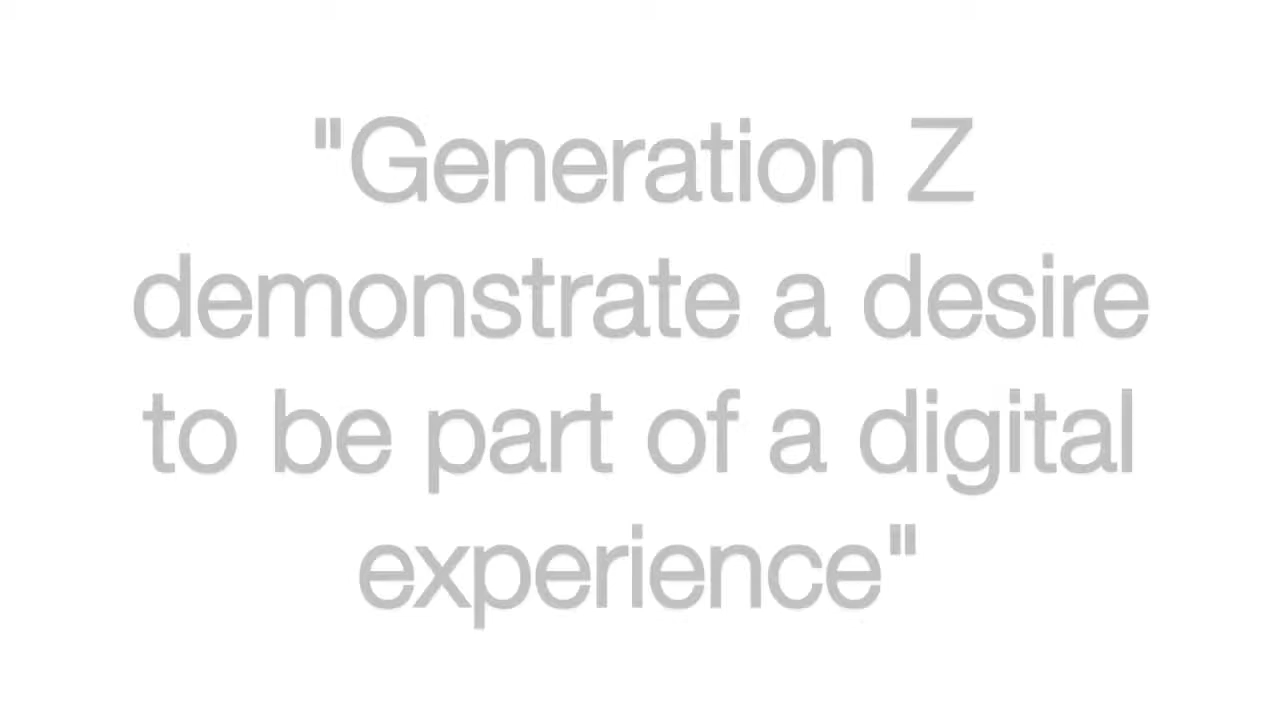 "Generation Z
demonstrate a desire
to be part of a digital
experience"